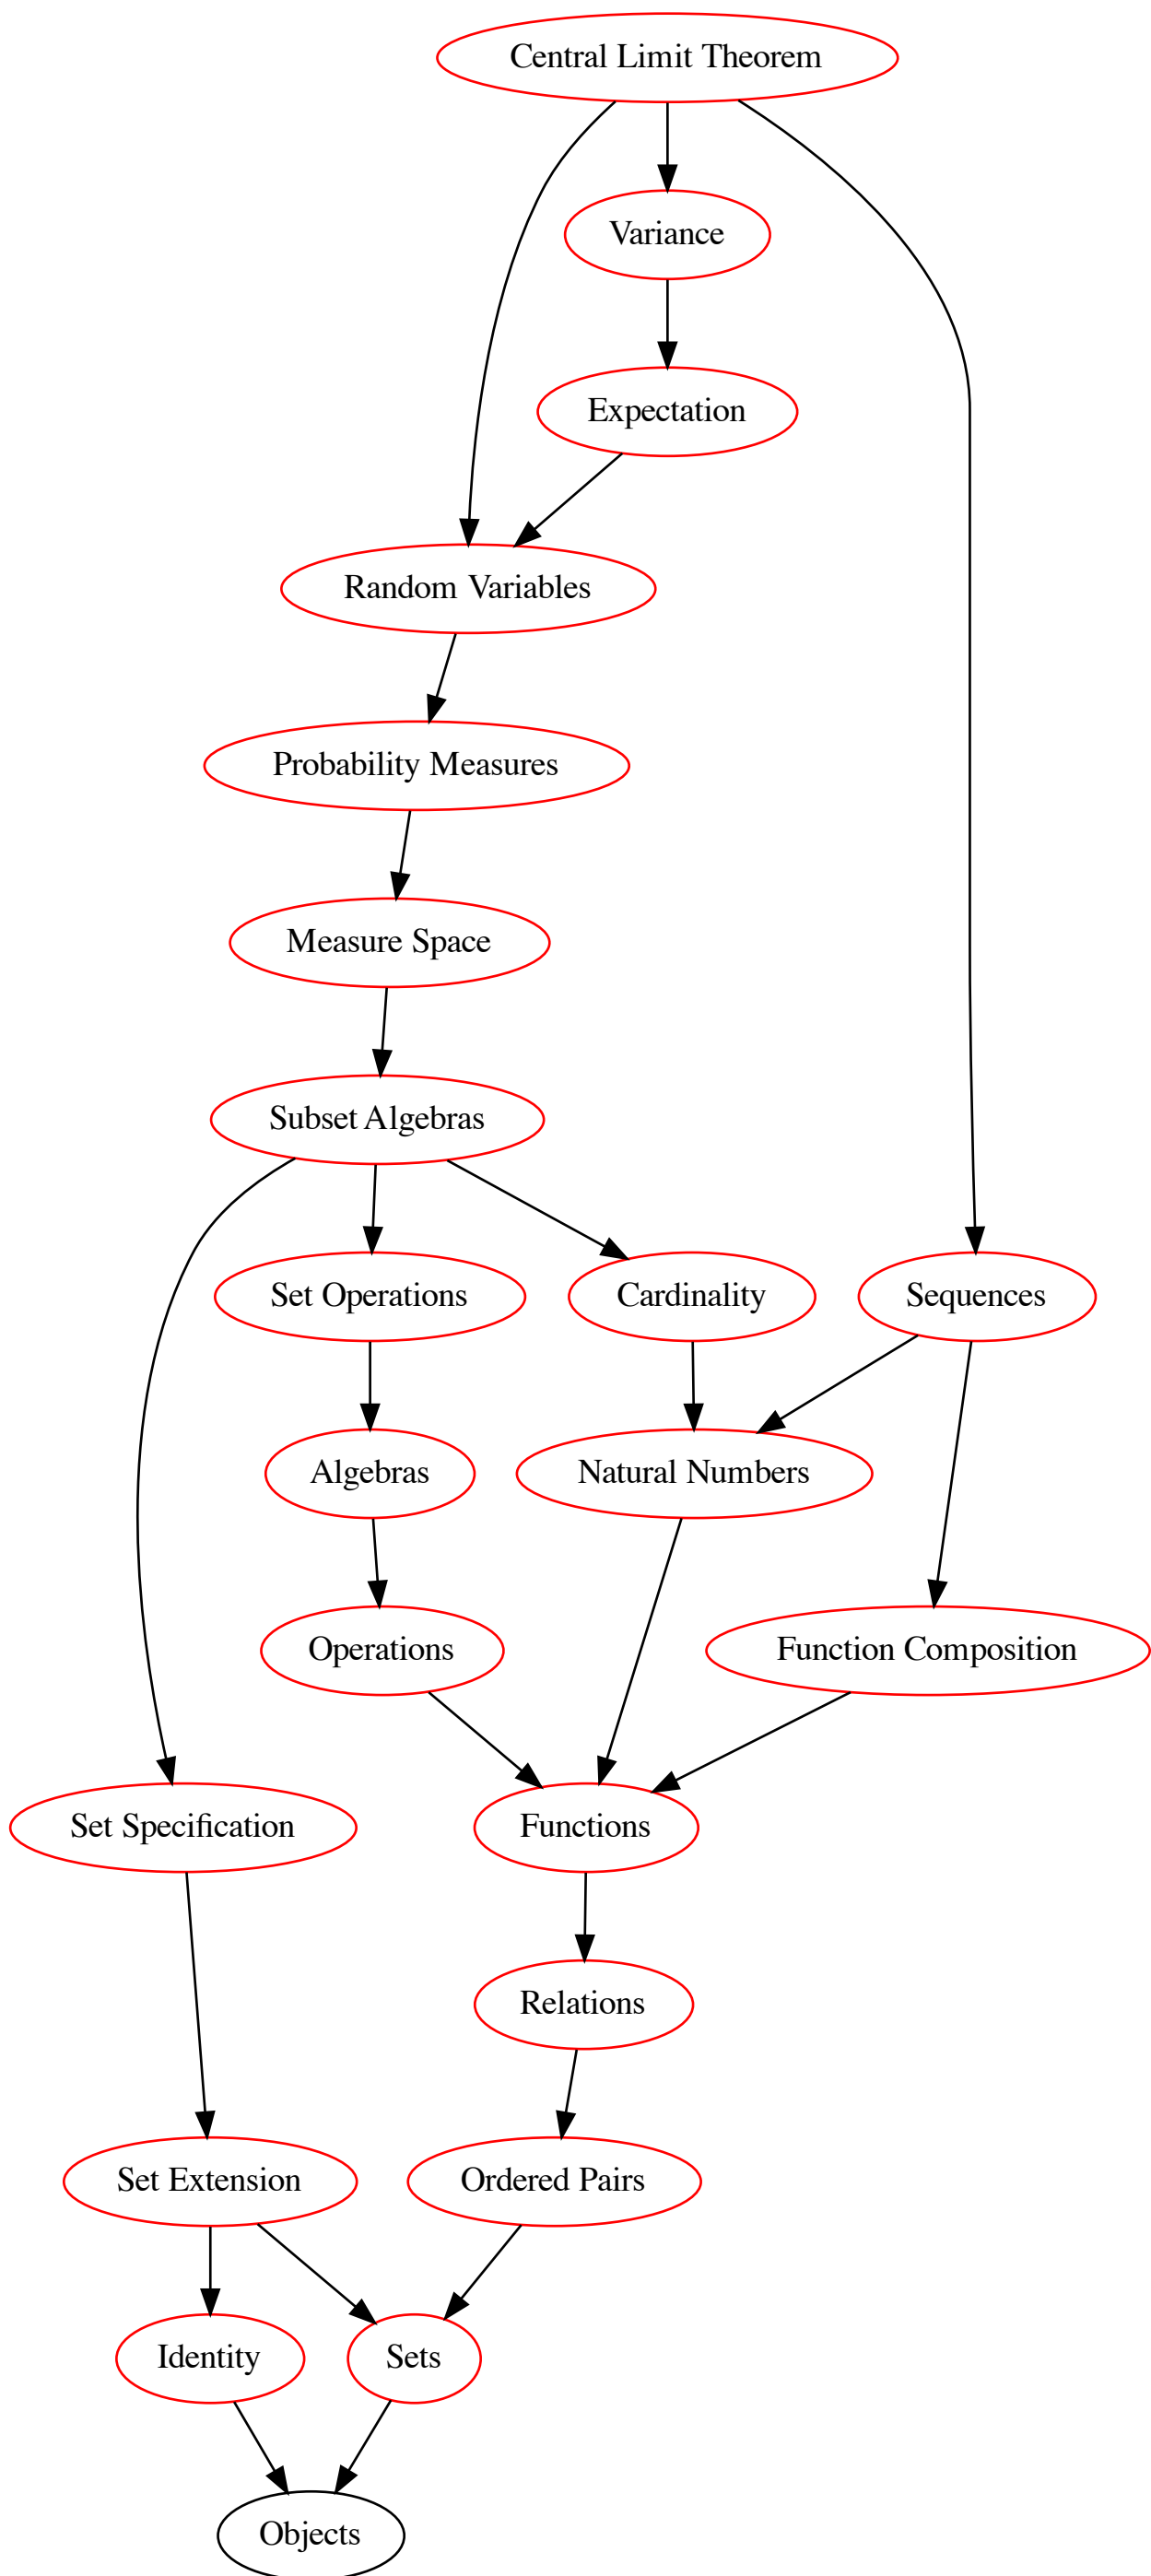 Central Limit Theorem
Variance
Expectation
Random Variables
Probability Measures
Measure Space
Subset Algebras
Set Operations
Cardinality
Sequences
Algebras
Natural Numbers
Operations
Function Composition
Set Specification
Functions
Relations
Set Extension
Ordered Pairs
Identity
Sets
Objects